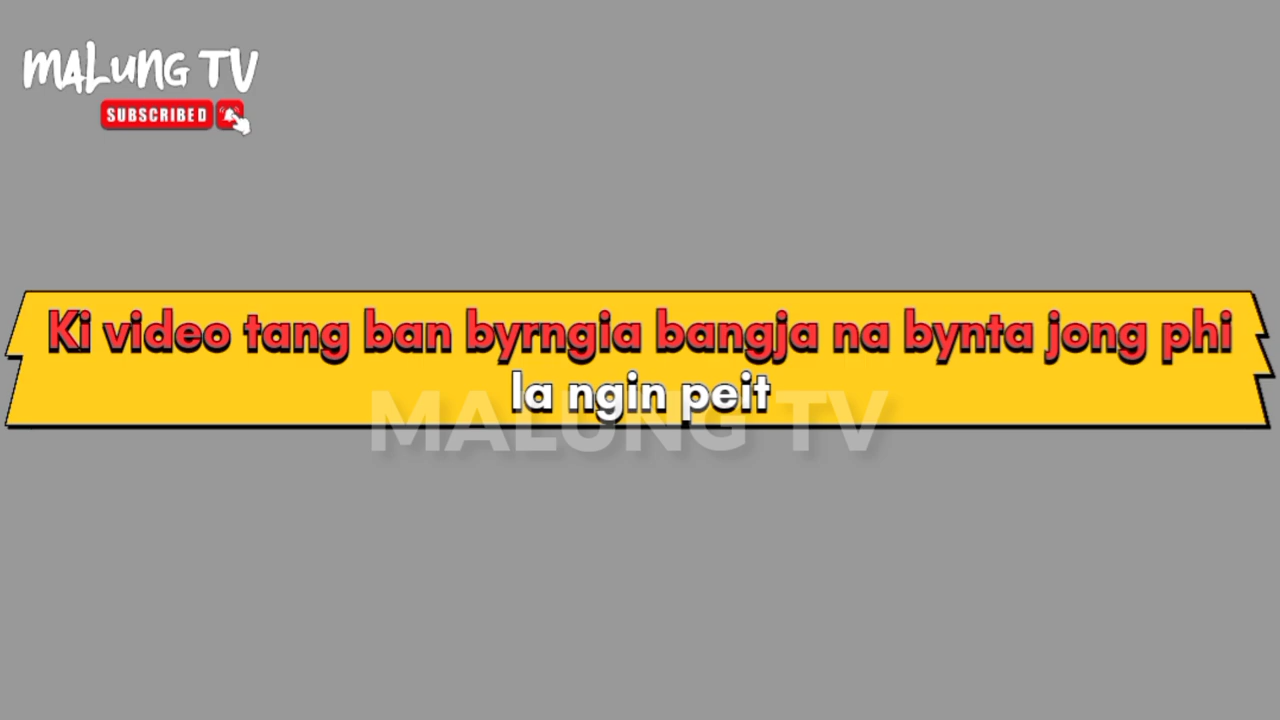 MALUNG TV
SUBSCRIBED
Ki video tang ban byrngia bangja na bynta jong phi
la ngin peit
MALUNG TV